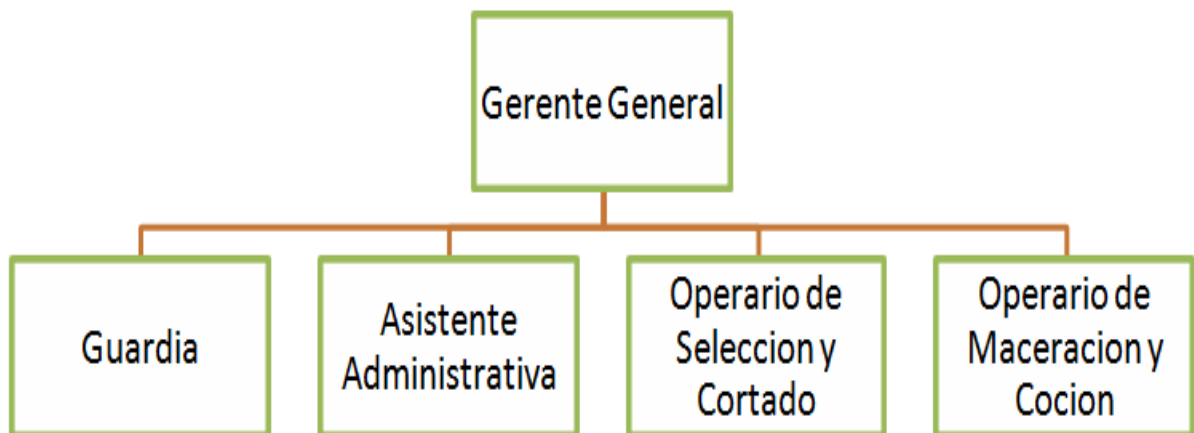 Gerente General
Guardia
Asistente
Administrativa
Operario de
Seleccion y
Cortado
Operario de
Maceracion y
Cocion